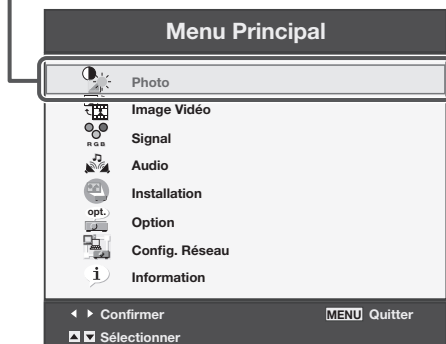 Menu Principal
Photo
Image Vidéo
RGB
Signal
Audio
Installation
opt.
Option
Config. Réseau
i
Information
Confirmer MENU Quitter
Sélectionner